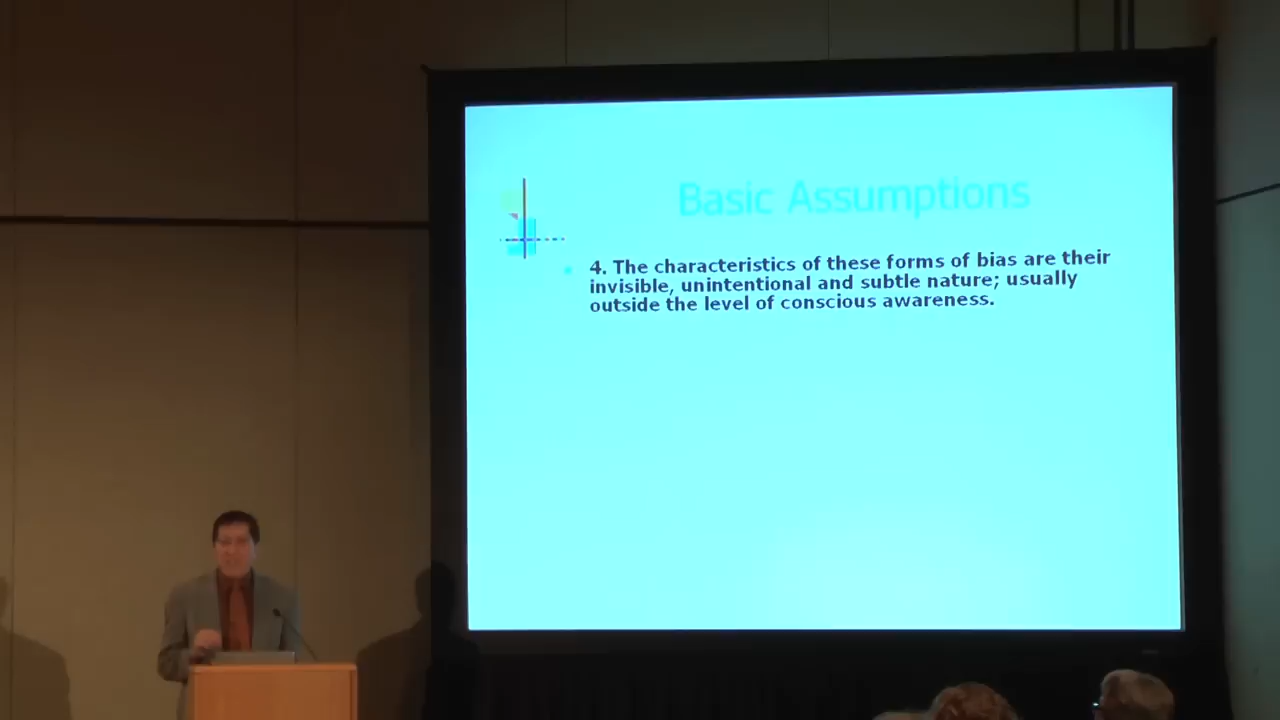 Basic Assumptions
4. The characteristics of these forms of bias are their
invisible, unintentional and subtle nature; usually
outside the level of conscious awareness.